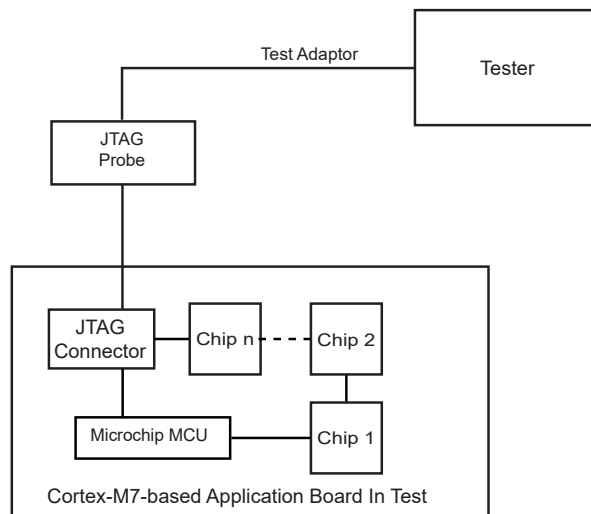 Test Adaptor
Tester
JTAG
Probe
JTAG
Connector
Chip n
Chip 2
Microchip MCU
Chip 1
Cortex-M7-based Application Board In Test